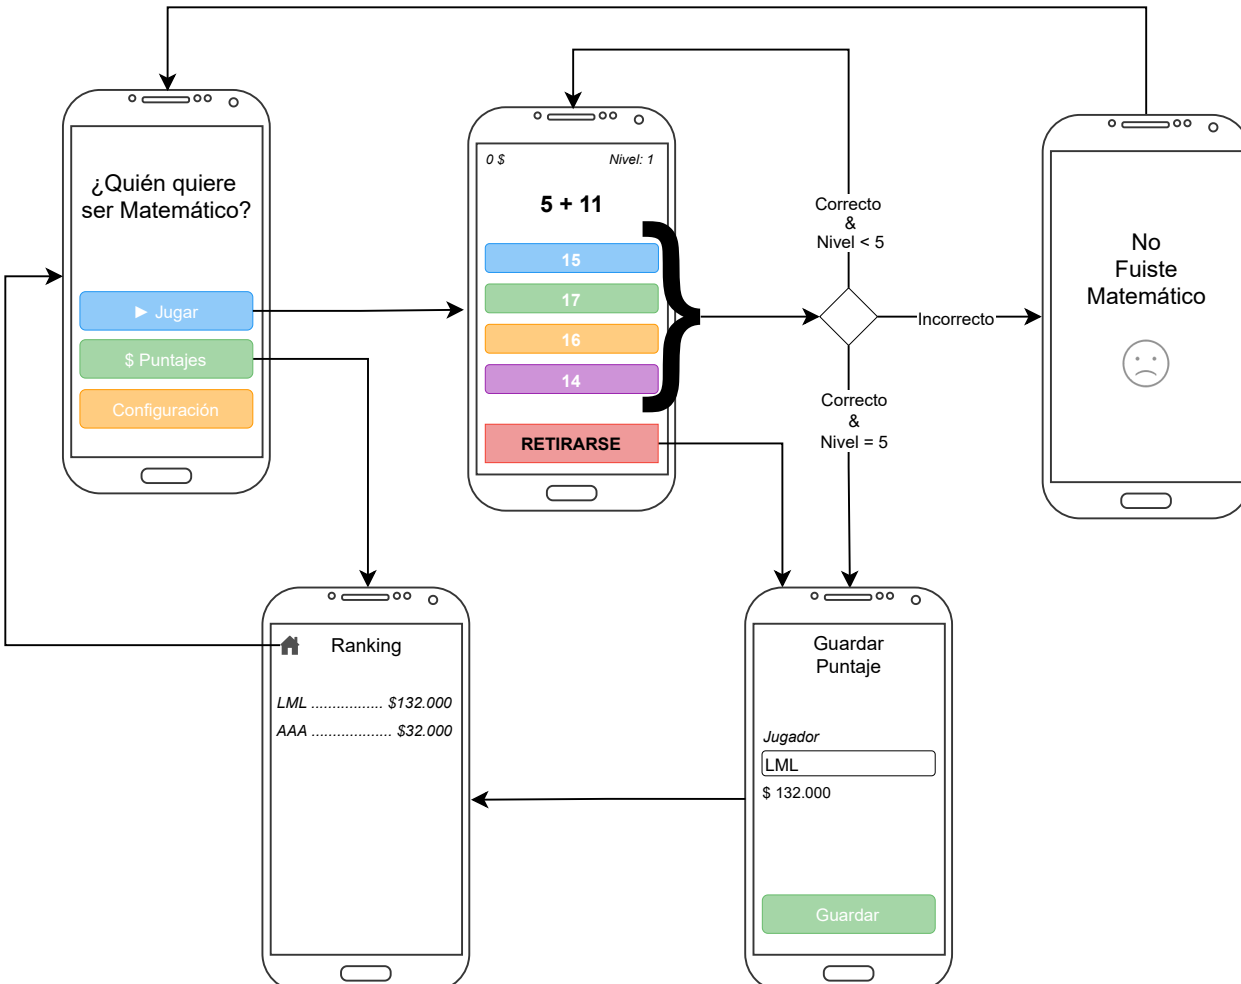 ¿Quién quiere
ser Matemático?
► Jugar
$ Puntajes
Configuración
0 $
Nivel: 1
5 + 11
15
17
16
14
RETIRARSE
Correcto
&
Nivel < 5
Incorrecto
Correcto
&
Nivel = 5
No
Fuiste
Matemático
Ranking
LML ................. $132.000
AAA ................... $32.000
Guardar
Puntaje
Jugador
LML
$ 132.000
Guardar